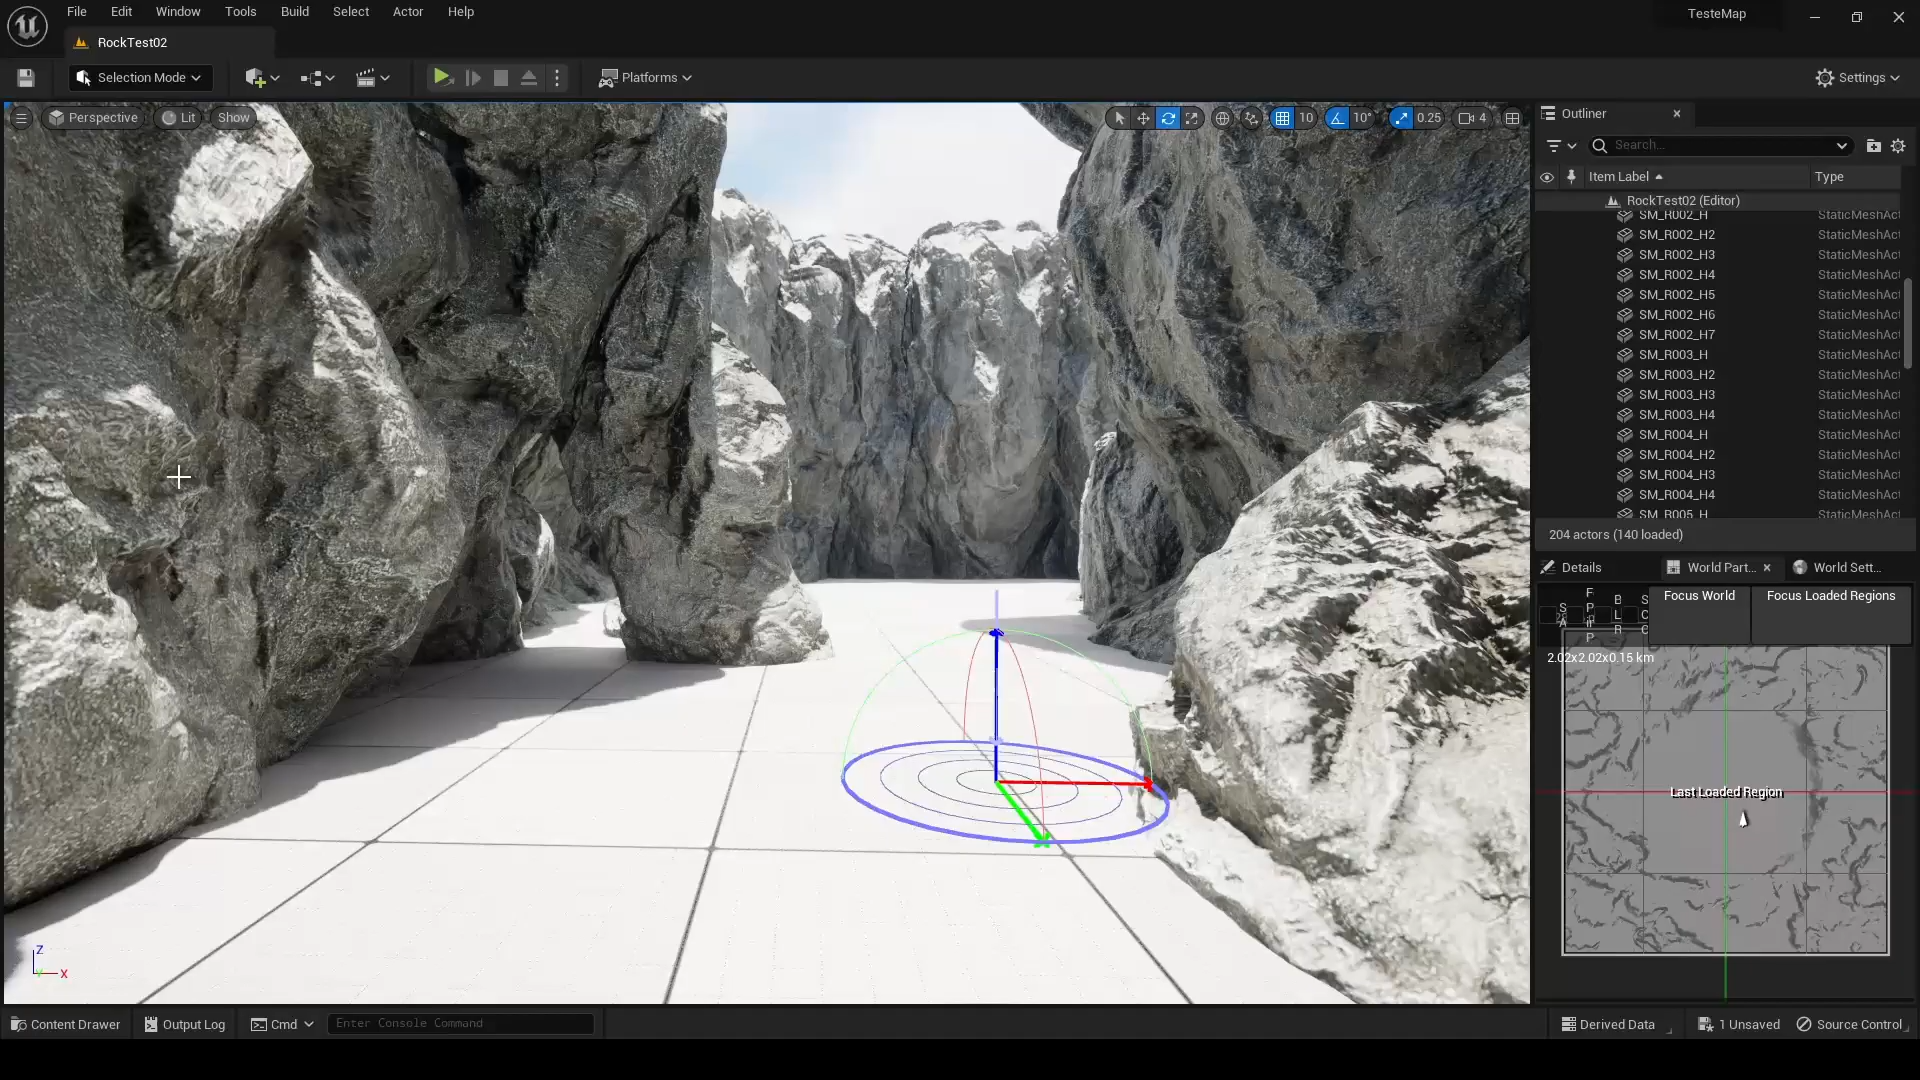 File Edit Window Tools Build Select Actor Help
TesteMap
RockTest02
Selection Mode
Platforms
Settings
Perspective Lit Show
10 10° 0.25 4
Outliner
Search...
Item Label Type
RockTest02 (Editor)
SM_R002_H StaticMeshAct
SM_R002_H2 StaticMeshAct
SM_R002_H3 StaticMeshAct
SM_R002_H4 StaticMeshAct
SM_R002_H5 StaticMeshAct
SM_R002_H6 StaticMeshAct
SM_R002_H7 StaticMeshAct
SM_R003_H StaticMeshAct
SM_R003_H2 StaticMeshAct
SM_R003_H3 StaticMeshAct
SM_R003_H4 StaticMeshAct
SM_R004_H StaticMeshAct
SM_R004_H2 StaticMeshAct
SM_R004_H3 StaticMeshAct
SM_R004_H4 StaticMeshAct
SM_R005_H StaticMeshAct
204 actors (140 loaded)
Details World Part... World Sett...
Focus World Focus Loaded Regions
2.02x2.02x0.15 km
Last Loaded Region
Z
X
Content Drawer Output Log Cmd Enter Console Command
Derived Data 1 Unsaved Source Control